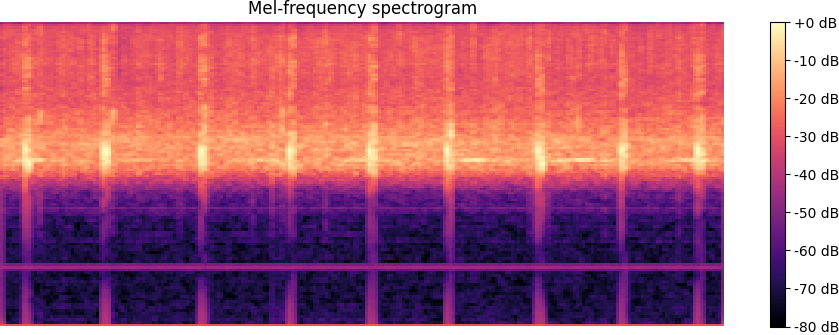 Mel-frequency spectrogram
+0 dB
-10 dB
-20 dB
-30 dB
-40 dB
-50 dB
-60 dB
-70 dB
-80 dB